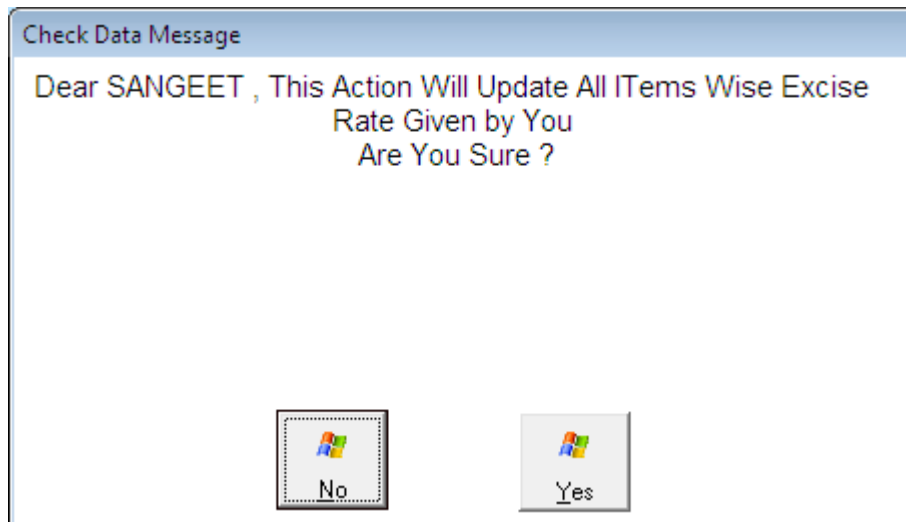 Check Data Message
Dear SANGEET , This Action Will Update All ITems Wise Excise
Rate Given by You
Are You Sure ?
No
Yes